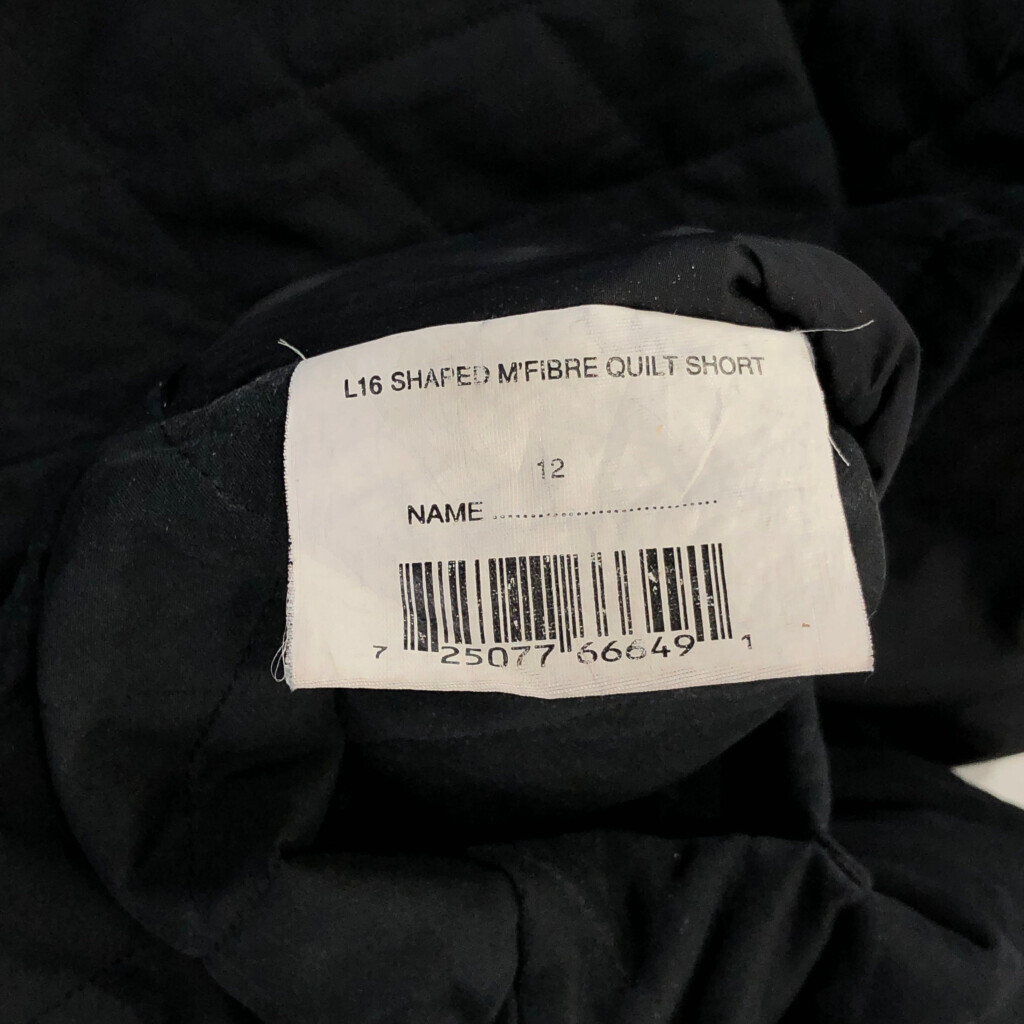 L16 SHAPED M'FIBRE QUILT SHORT
12
NAME ....................................
7 25077 66649 1